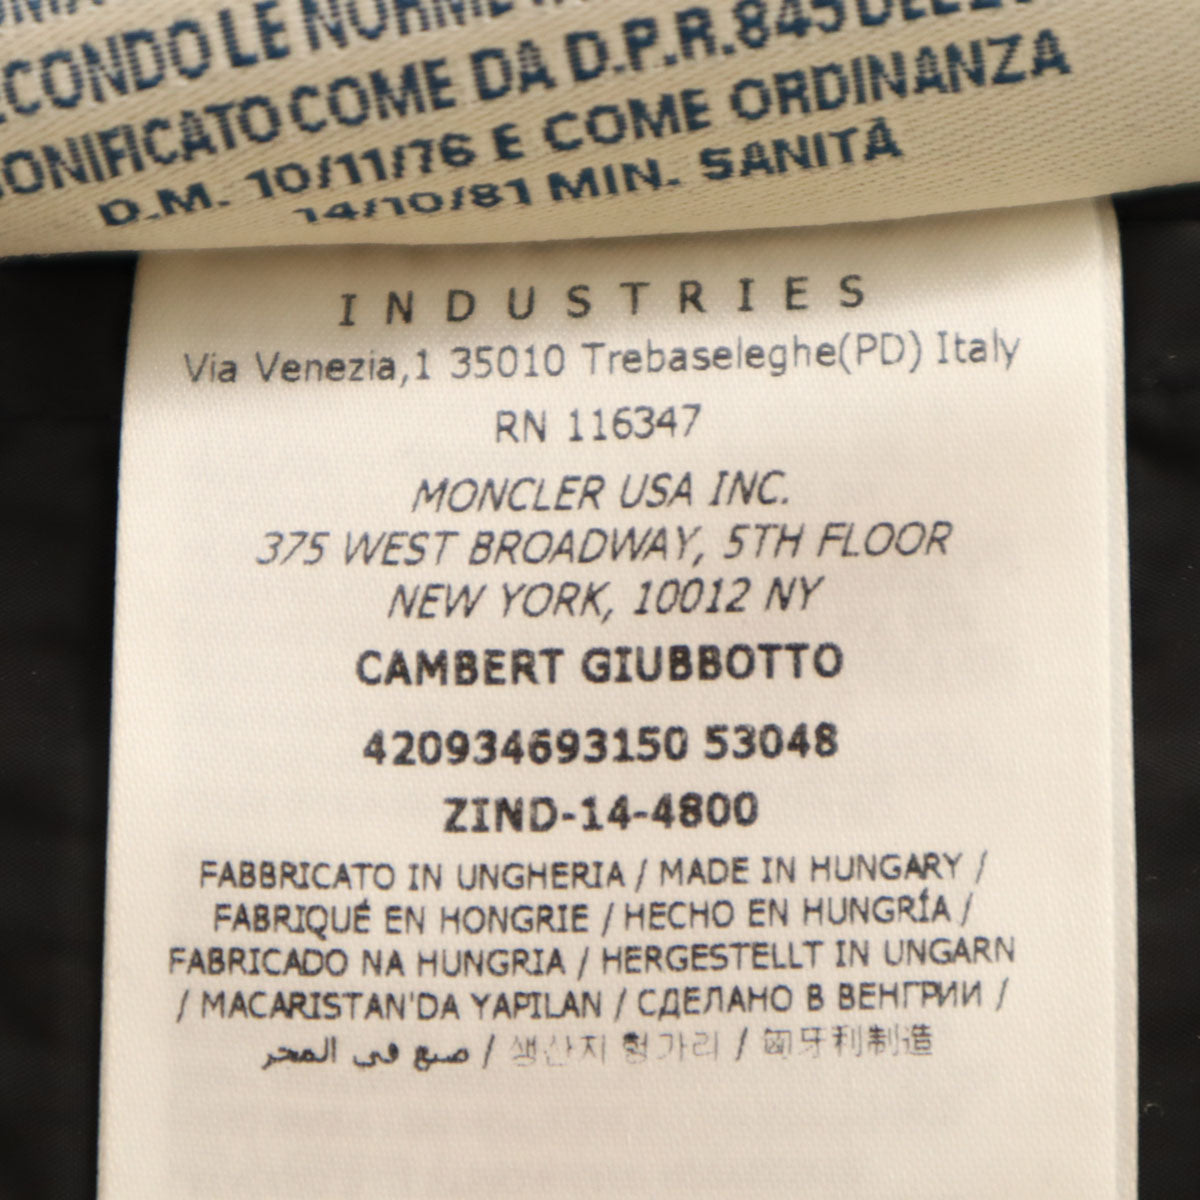 SECONDO LE NORME
BONIFICATO COME DA D.P.R. 845 DEL
D.M. 10/11/76 E COME ORDINANZA
14/10/81 MIN. SANITÀ
INDUSTRIES
Via Venezia,1 35010 Trebaseleghe(PD) Italy
RN 116347
MONCLER USA INC.
375 WEST BROADWAY, 5TH FLOOR
NEW YORK, 10012 NY
CAMBERT GIUBBOTTO
420934693150 53048
ZIND-14-4800
FABBRICATO IN UNGHERIA / MADE IN HUNGARY /
FABRIQUÉ EN HONGRIE / HECHO EN HUNGRÍA /
FABRICADO NA HUNGRIA / HERGESTELLT IN UNGARN
/ MACARISTAN'DA YAPILAN / СДЕЛАНО В ВЕНГРИИ /
صنع في المجر / 생산지 헝가리 / 匈牙利制造